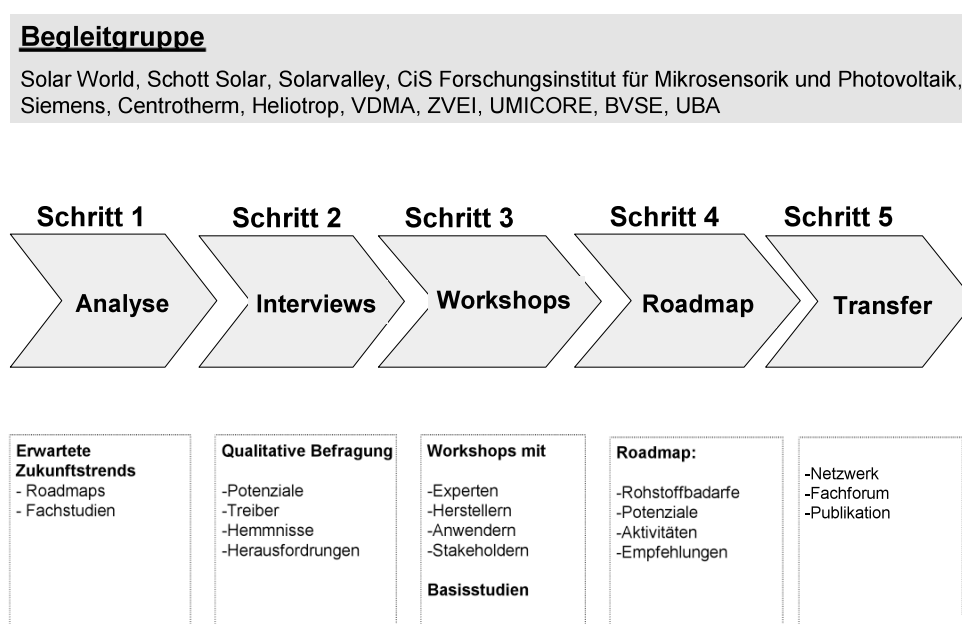 Begleitgruppe
Solar World, Schott Solar, Solarvalley, CiS Forschungsinstitut für Mikrosensorik und Photovoltaik,
Siemens, Centrotherm, Heliotrop, VDMA, ZVEI, UMICORE, BVSE, UBA
Schritt 1
Schritt 2
Schritt 3
Schritt 4
Schritt 5
Analyse
Interviews
Workshops
Roadmap
Transfer
Erwartete
Zukunftstrends
- Roadmaps
- Fachstudien
Qualitative Befragung
-Potenziale
-Treiber
-Hemmnisse
-Herausfordrungen
Workshops mit
-Experten
-Herstellern
-Anwendern
-Stakeholdern
Basisstudien
Roadmap:
-Rohstoffbadarfe
-Potenziale
-Aktivitäten
-Empfehlungen
-Netzwerk
-Fachforum
-Publikation